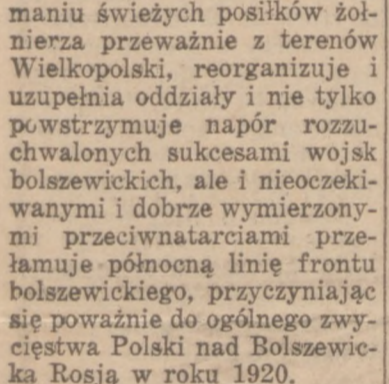 maniu świeżych posiłków żoł-
nierza przeważnie z terenów
Wielkopolski, reorganizuje i
uzupełnia oddziały i nie tylko
powstrzymuje napór rozzu-
chwalonych sukcesami wojsk
bolszewickich, ale i nieoczeki-
wanymi i dobrze wymierzony-
mi przeciwnatarciami prze-
łamuje północną linię frontu
bolszewickiego, przyczyniając
się poważnie do ogólnego zwy-
cięstwa Polski nad Bolszewic-
ką Rosją w roku 1920.